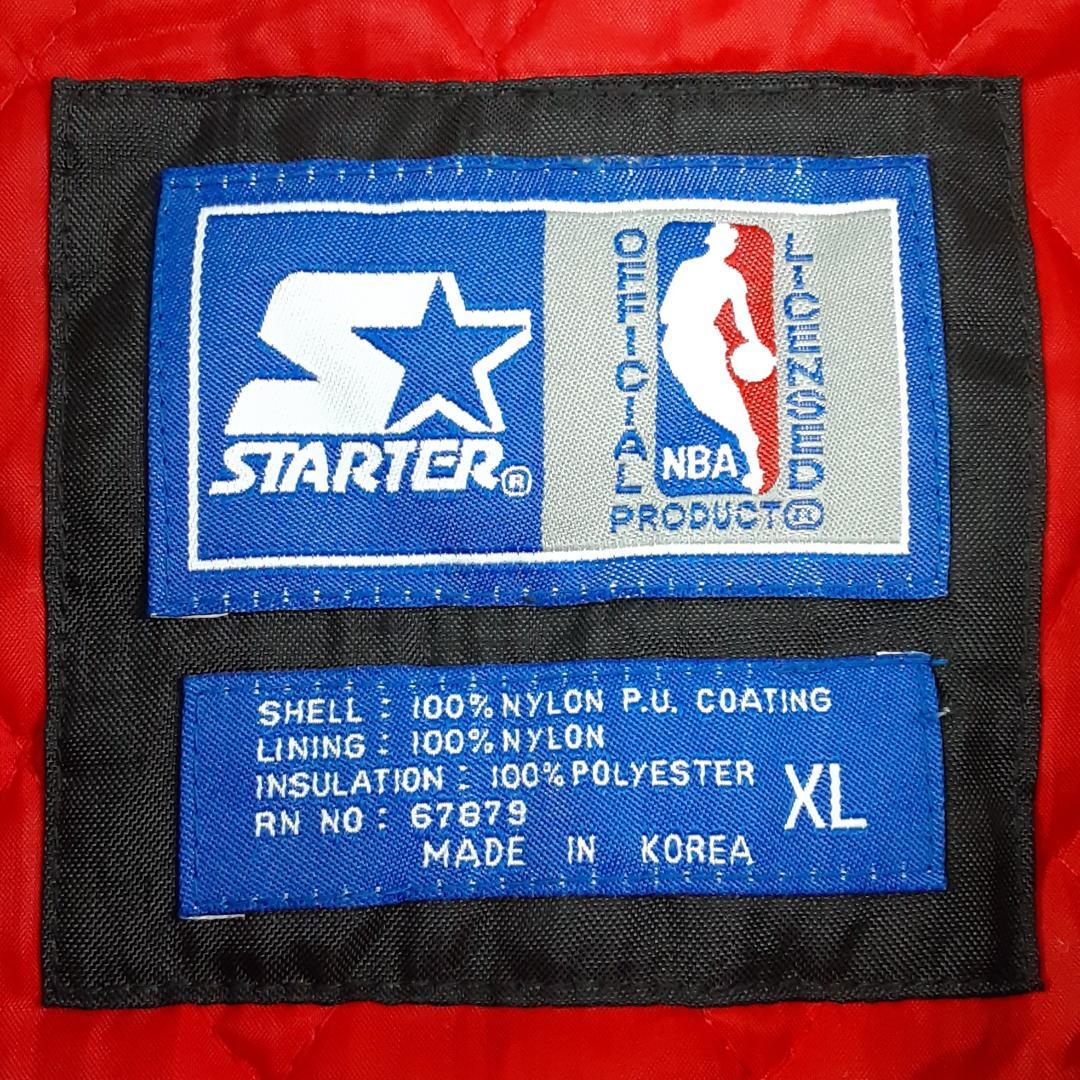 STARTER®
OFFICIAL
LICENSED
PRODUCT®
NBA
SHELL : 100% NYLON P.U. COATING
LINING : 100% NYLON
INSULATION : 100% POLYESTER
XL
RN NO : 67879
MADE IN KOREA